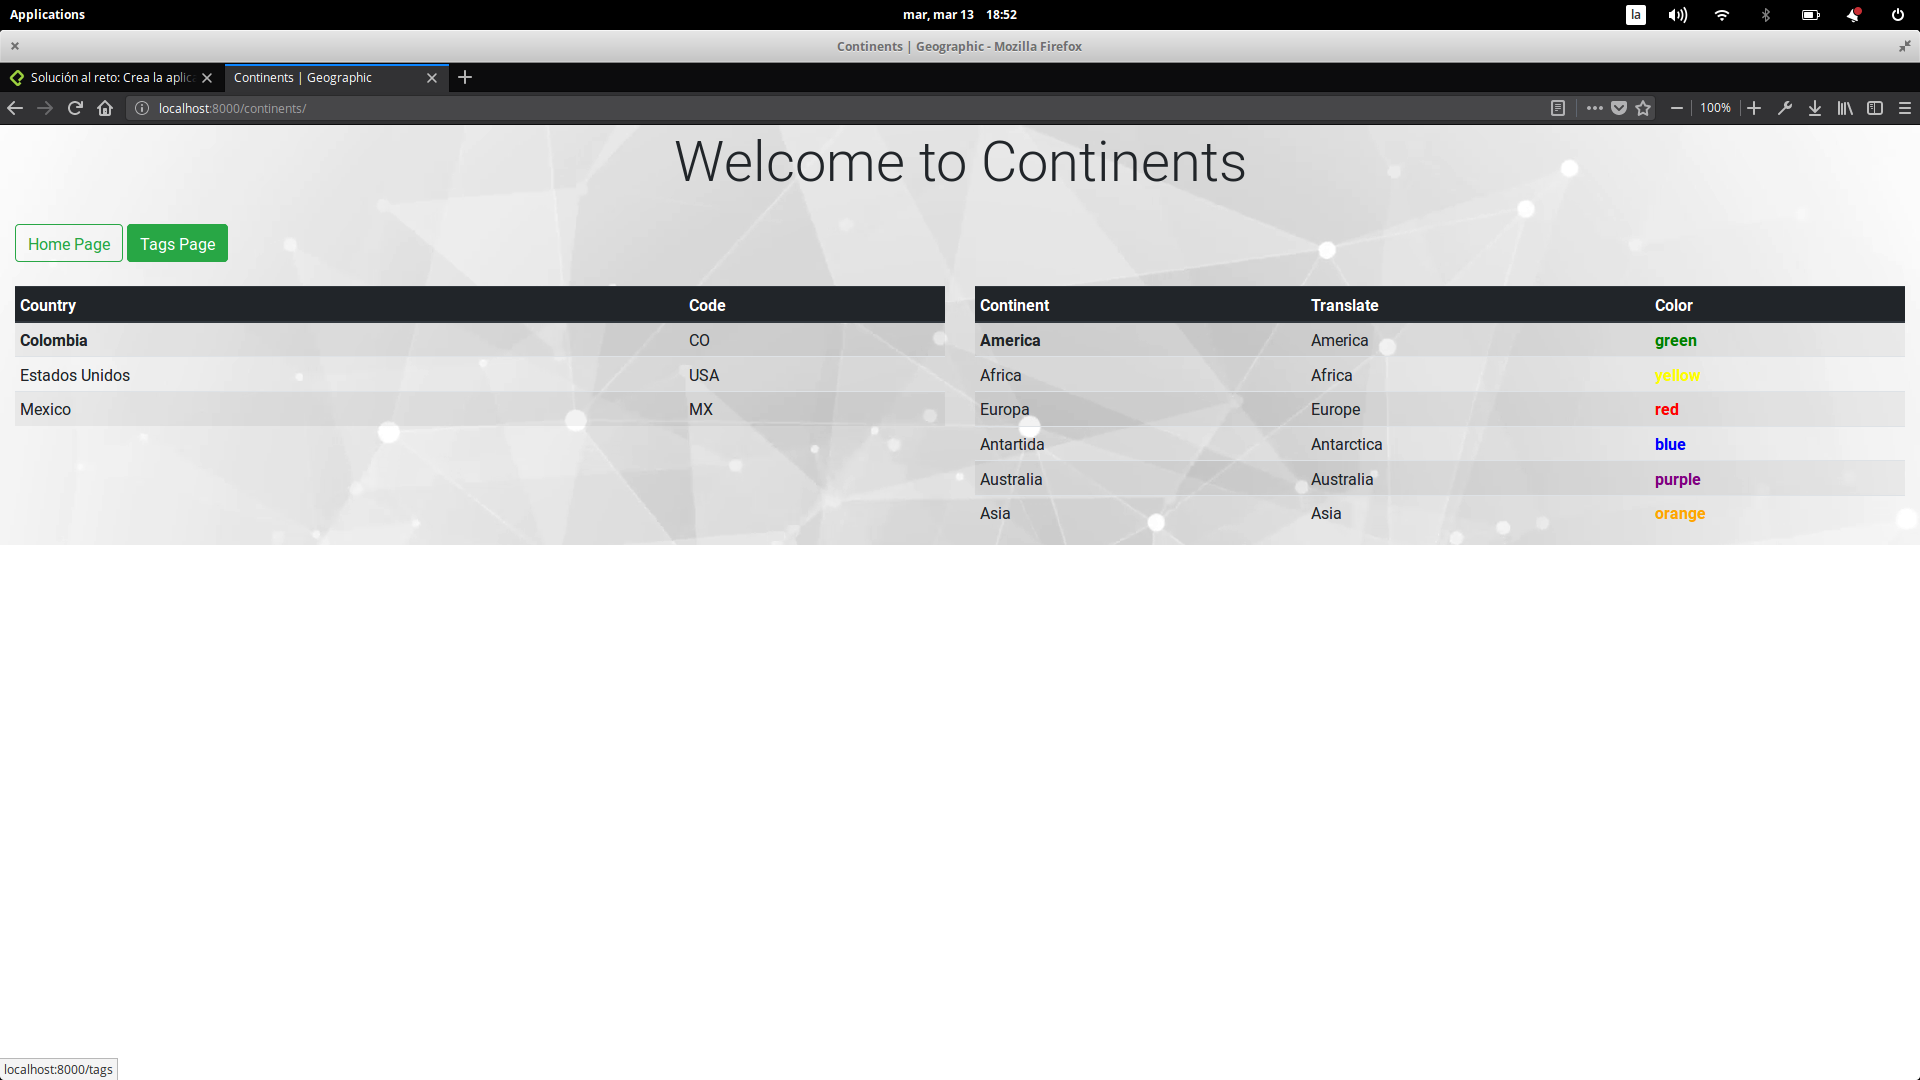 Applications mar, mar 13 18:52 la
Continents | Geographic - Mozilla Firefox
Solución al reto: Crea la aplic Continents | Geographic
localhost:8000/continents/ 100%
Welcome to Continents
Home Page Tags Page
Country Code
Colombia CO
Estados Unidos USA
Mexico MX
Continent Translate Color
America America green
Africa Africa yellow
Europa Europe red
Antartida Antarctica blue
Australia Australia purple
Asia Asia orange
localhost:8000/tags